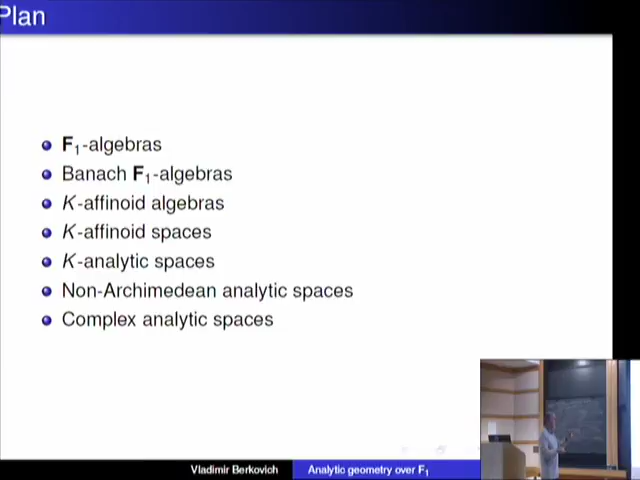 Plan
F1-algebras
Banach F1-algebras
K-affinoid algebras
K-affinoid spaces
K-analytic spaces
Non-Archimedean analytic spaces
Complex analytic spaces
Vladimir Berkovich Analytic geometry over F1